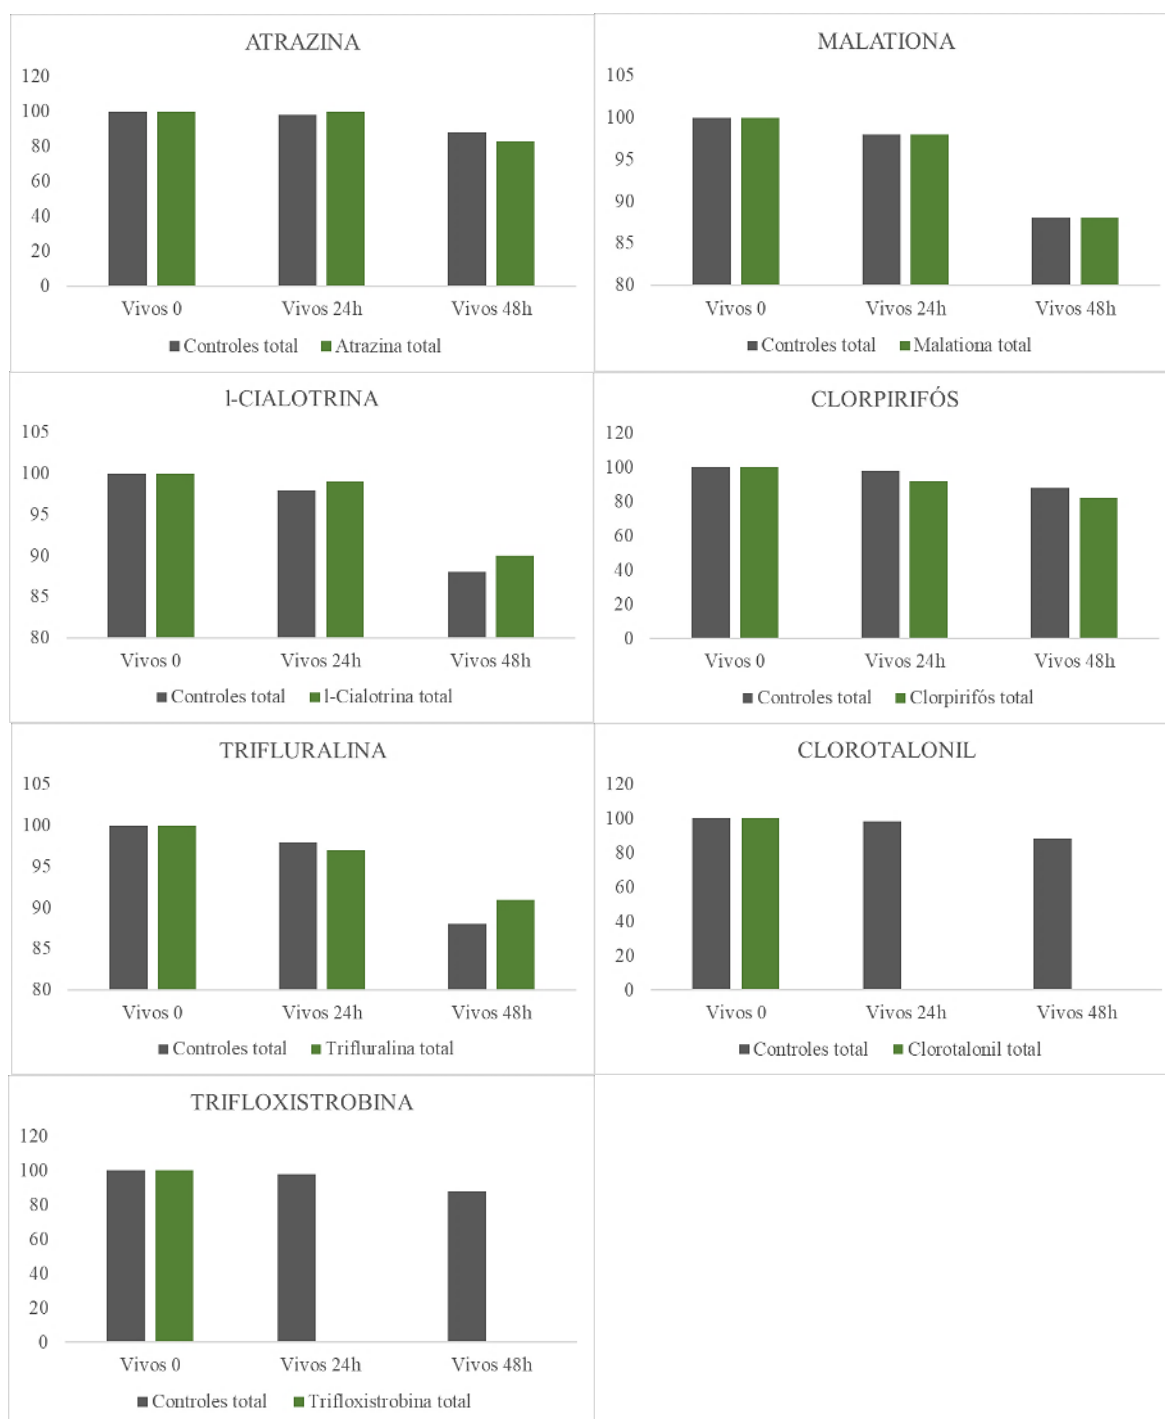 ATRAZINA
120
100
80
60
40
20
0
Vivos 0 Vivos 24h Vivos 48h
Controles total Atrazina total
MALATIONA
105
100
95
90
85
80
Vivos 0 Vivos 24h Vivos 48h
Controles total Malationa total
l-CIALOTRINA
105
100
95
90
85
80
Vivos 0 Vivos 24h Vivos 48h
Controles total l-Cialotrina total
CLORPIRIFÓS
120
100
80
60
40
20
0
Vivos 0 Vivos 24h Vivos 48h
Controles total Clorpirifós total
TRIFLURALINA
105
100
95
90
85
80
Vivos 0 Vivos 24h Vivos 48h
Controles total Trifluralina total
CLOROTALONIL
120
100
80
60
40
20
0
Vivos 0 Vivos 24h Vivos 48h
Controles total Clorotalonil total
TRIFLOXISTROBINA
120
100
80
60
40
20
0
Vivos 0 Vivos 24h Vivos 48h
Controles total Trifloxistrobina total